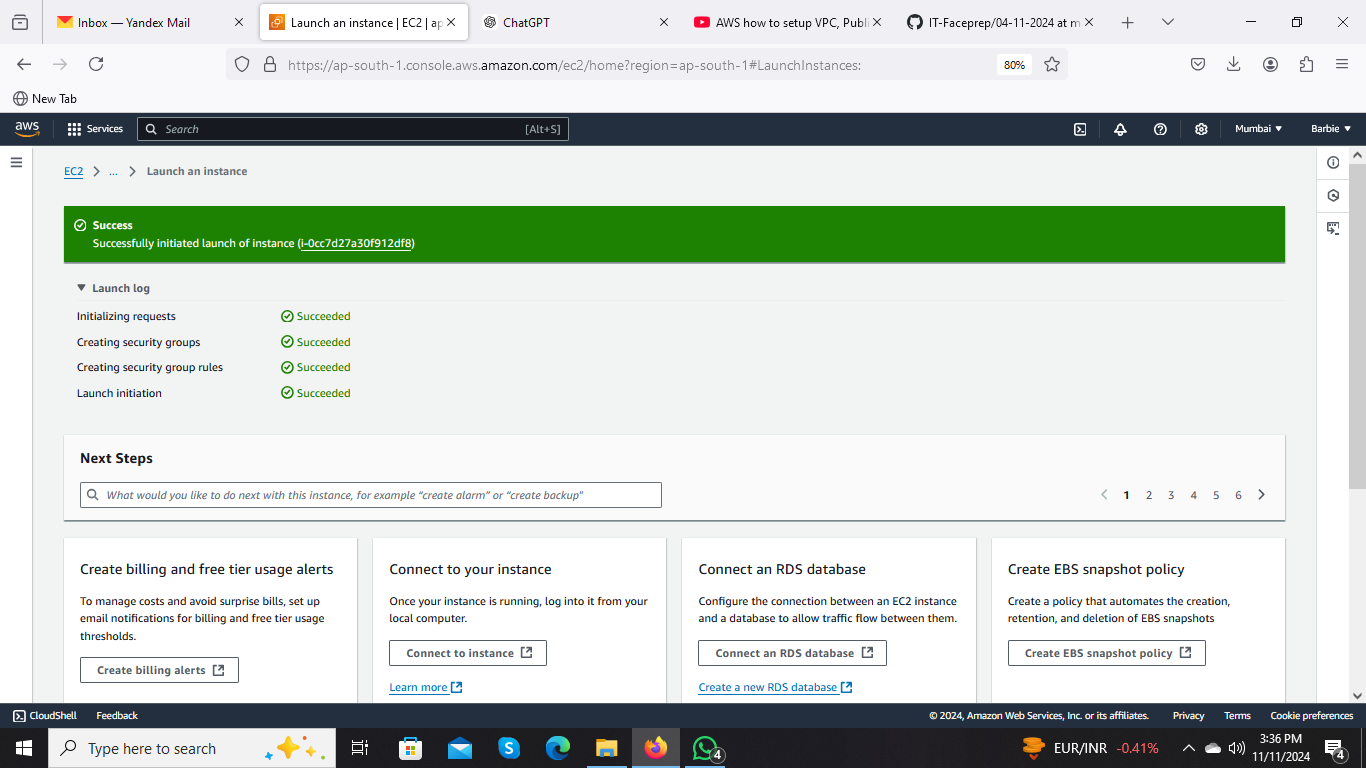 Inbox — Yandex Mail
Launch an instance | EC2 | ap
ChatGPT
AWS how to setup VPC, Publi
IT-Faceprep/04-11-2024 at m
https://ap-south-1.console.aws.amazon.com/ec2/home?region=ap-south-1#LaunchInstances:
80%
New Tab
aws
Services
Search
[Alt+S]
Mumbai
Barbie
EC2
...
Launch an instance
Success
Successfully initiated launch of instance (i-0cc7d27a30f912df8)
Launch log
Initializing requests
Succeeded
Creating security groups
Succeeded
Creating security group rules
Succeeded
Launch initiation
Succeeded
Next Steps
What would you like to do next with this instance, for example “create alarm” or “create backup”
1 2 3 4 5 6
Create billing and free tier usage alerts
To manage costs and avoid surprise bills, set up
email notifications for billing and free tier usage
thresholds.
Create billing alerts
Connect to your instance
Once your instance is running, log into it from your
local computer.
Connect to instance
Learn more
Connect an RDS database
Configure the connection between an EC2 instance
and a database to allow traffic flow between them.
Connect an RDS database
Create a new RDS database
Create EBS snapshot policy
Create a policy that automates the creation,
retention, and deletion of EBS snapshots
Create EBS snapshot policy
CloudShell
Feedback
© 2024, Amazon Web Services, Inc. or its affiliates.
Privacy
Terms
Cookie preferences
Type here to search
4
EUR/INR
-0.41%
3:36 PM
11/11/2024
4